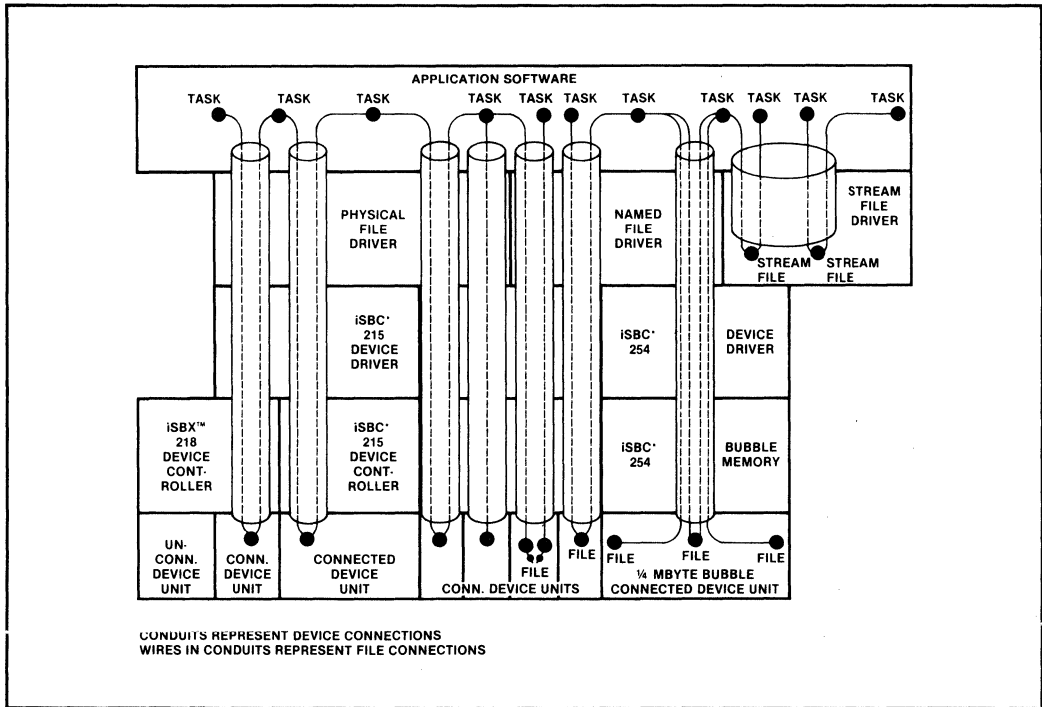 APPLICATION SOFTWARE
TASK TASK TASK TASK TASK TASK TASK TASK TASK TASK TASK
PHYSICAL
FILE
DRIVER
NAMED
FILE
DRIVER
STREAM
FILE
DRIVER
STREAM
FILE
STREAM
FILE
iSBC*
215
DEVICE
DRIVER
iSBC*
254
DEVICE
DRIVER
iSBX™
218
DEVICE
CONT-
ROLLER
iSBC*
215
DEVICE
CONT-
ROLLER
iSBC*
254
BUBBLE
MEMORY
UN-
CONN.
DEVICE
UNIT
CONN.
DEVICE
UNIT
CONNECTED
DEVICE
UNIT
FILE
FILE
CONN. DEVICE UNITS
FILE
FILE
FILE
¼ MBYTE BUBBLE
CONNECTED DEVICE UNIT
CONDUITS REPRESENT DEVICE CONNECTIONS
WIRES IN CONDUITS REPRESENT FILE CONNECTIONS